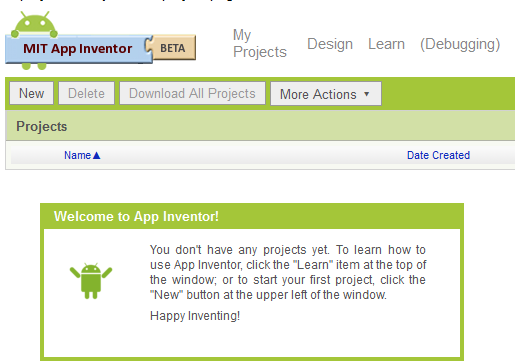 MIT App Inventor BETA
My Projects Design Learn (Debugging)
New Delete Download All Projects More Actions ▼
Projects
Name▲ Date Created
Welcome to App Inventor!
You don't have any projects yet. To learn how to
use App Inventor, click the "Learn" item at the top of
the window; or to start your first project, click the
"New" button at the upper left of the window.
Happy Inventing!